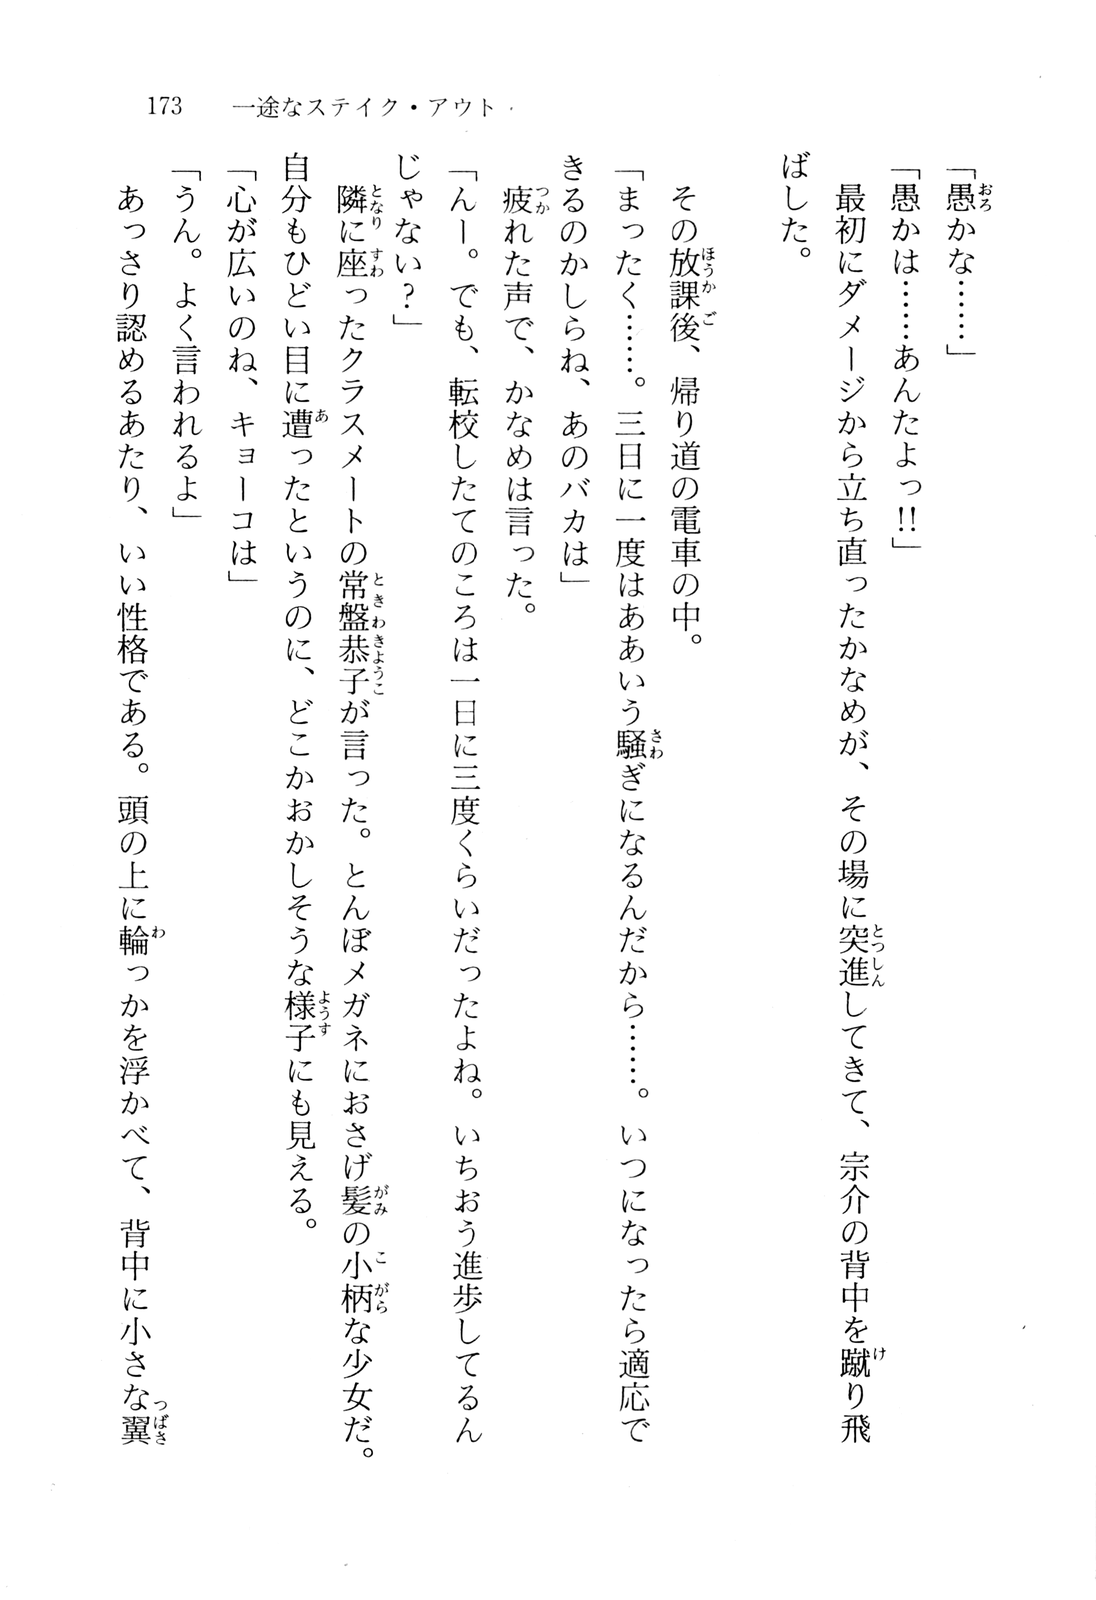 173　一途なステイク・アウト
「愚かな……」
「愚かは……あんたよっ!!」
　最初にダメージから立ち直ったかなめが、その場に突進してきて、宗介の背中を蹴り飛
ばした。
　その放課後、帰り道の電車の中。
「まったく……。三日に一度はああいう騒ぎになるんだから……。いつになったら適応で
きるのかしらね、あのバカは」
　疲れた声で、かなめは言った。
「んー。でも、転校したてのころは一日に三度くらいだったよね。いちおう進歩してるん
じゃない？」
　隣に座ったクラスメートの常盤恭子が言った。とんぼメガネにおさげ髪の小柄な少女だ。
自分もひどい目に遭ったというのに、どこかおかしそうな様子にも見える。
「心が広いのね、キョーコは」
「うん。よく言われるよ」
　あっさり認めるあたり、いい性格である。頭の上に輪っかを浮かべて、背中に小さな翼